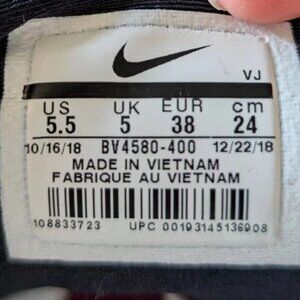 VJ
US UK EUR cm
5.5 5 38 24
10/16/18 BV4580-400 12/22/18
MADE IN VIETNAM
FABRIQUE AU VIETNAM
108833723 UPC 00193145136908